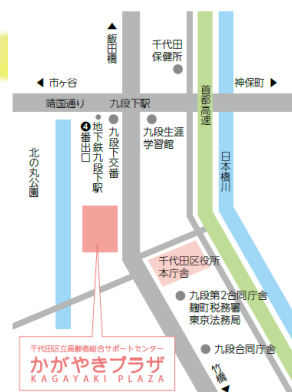 ▲飯田橋
千代田
保健所
◀ 市ヶ谷
神保町 ▶
靖国通り
九段下駅
首都高速
❹番出口
地下鉄九段下駅
九段下交番
九段生涯
学習館
北の丸公園
日本橋川
千代田区役所
本庁舎
九段第2合同庁舎
麹町税務署
東京法務局
九段合同庁舎
竹橋
千代田区立高齢者総合サポートセンター
かがやきプラザ
KAGAYAKI PLAZA